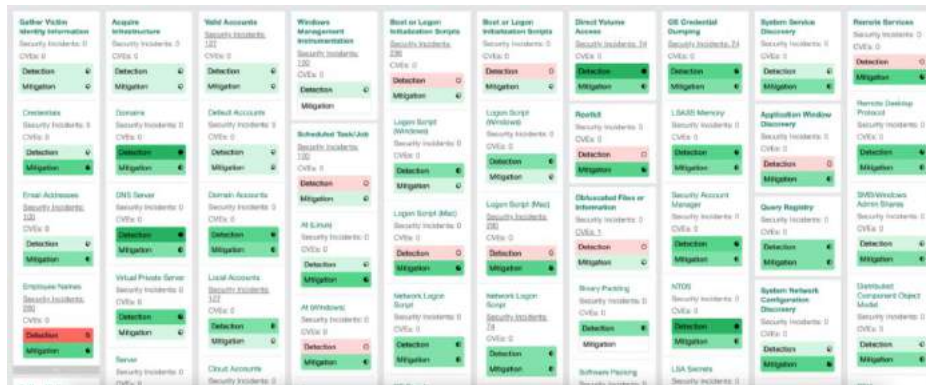 Gather Victim
Identity Information
Security Incidents: 0
CVEs: 0
Detection
Mitigation
Credentials
Security Incidents: 0
CVEs: 0
Detection
Mitigation
Email Addresses
Security Incidents:
100
CVEs: 0
Detection
Mitigation
Employee Names
Security Incidents:
CVEs: 0
Detection
Mitigation
Acquire
Infrastructure
Security Incidents: 0
CVEs: 0
Detection
Mitigation
Domains
Security Incidents: 0
CVEs: 0
Detection
Mitigation
DNS Server
Security Incidents: 0
CVEs: 0
Detection
Mitigation
Virtual Private Server
Security Incidents: 0
CVEs: 0
Detection
Mitigation
Server
Security Incidents: 0
Valid Accounts
Security Incidents:
127
CVEs: 0
Detection
Mitigation
Default Accounts
Security Incidents: 0
CVEs: 0
Detection
Mitigation
Domain Accounts
Security Incidents: 0
CVEs: 0
Detection
Mitigation
Local Accounts
Security Incidents:
127
CVEs: 0
Detection
Mitigation
Cloud Accounts
Security Incidents: 0
Windows
Management
Instrumentation
Security Incidents:
100
CVEs: 0
Detection
Mitigation
Scheduled Task/Job
Security Incidents:
100
CVEs: 0
Detection
Mitigation
At (Linux)
Security Incidents: 0
CVEs: 0
Detection
Mitigation
At (Windows)
Security Incidents: 0
CVEs: 0
Detection
Mitigation
Boot or Logon
Initialization Scripts
Security Incidents:
CVEs: 0
Detection
Mitigation
Logon Script
(Windows)
Security Incidents: 0
CVEs: 0
Detection
Mitigation
Logon Script (Mac)
Security Incidents: 0
CVEs: 0
Detection
Mitigation
Network Logon
Script
Security Incidents: 0
CVEs: 0
Detection
Mitigation
Boot or Logon
Initialization Scripts
Security Incidents: 0
CVEs: 0
Detection
Mitigation
Logon Script
(Windows)
Security Incidents: 0
CVEs: 0
Detection
Mitigation
Logon Script (Mac)
Security Incidents:
CVEs: 0
Detection
Mitigation
Network Logon
Script
Security Incidents:
74
CVEs: 0
Detection
Mitigation
Direct Volume
Access
Security Incidents: 74
CVEs: 0
Detection
Mitigation
Rootkit
Security Incidents: 0
CVEs: 0
Detection
Mitigation
Obfuscated Files or
Information
Security Incidents: 0
CVEs: 1
Detection
Mitigation
Binary Padding
Security Incidents: 0
CVEs: 0
Detection
Mitigation
Software Packing
Security Incidents: 0
OS Credential
Dumping
Security Incidents: 74
CVEs: 0
Detection
Mitigation
LSASS Memory
Security Incidents: 0
CVEs: 0
Detection
Mitigation
Security Account
Manager
Security Incidents: 0
CVEs: 0
Detection
Mitigation
NTDS
Security Incidents: 0
CVEs: 0
Detection
Mitigation
LSA Secrets
Security Incidents: 0
System Service
Discovery
Security Incidents: 0
CVEs: 0
Detection
Mitigation
Application Window
Discovery
Security Incidents: 0
CVEs: 0
Detection
Mitigation
Query Registry
Security Incidents: 0
CVEs: 0
Detection
Mitigation
System Network
Configuration
Discovery
Security Incidents: 0
CVEs: 0
Detection
Mitigation
Remote Services
Security Incidents: 0
CVEs: 0
Detection
Mitigation
Remote Desktop
Protocol
Security Incidents: 0
CVEs: 0
Detection
Mitigation
SMB/Windows
Admin Shares
Security Incidents: 0
CVEs: 0
Detection
Mitigation
Distributed
Component Object
Model
Security Incidents: 0
CVEs: 0
Detection
Mitigation